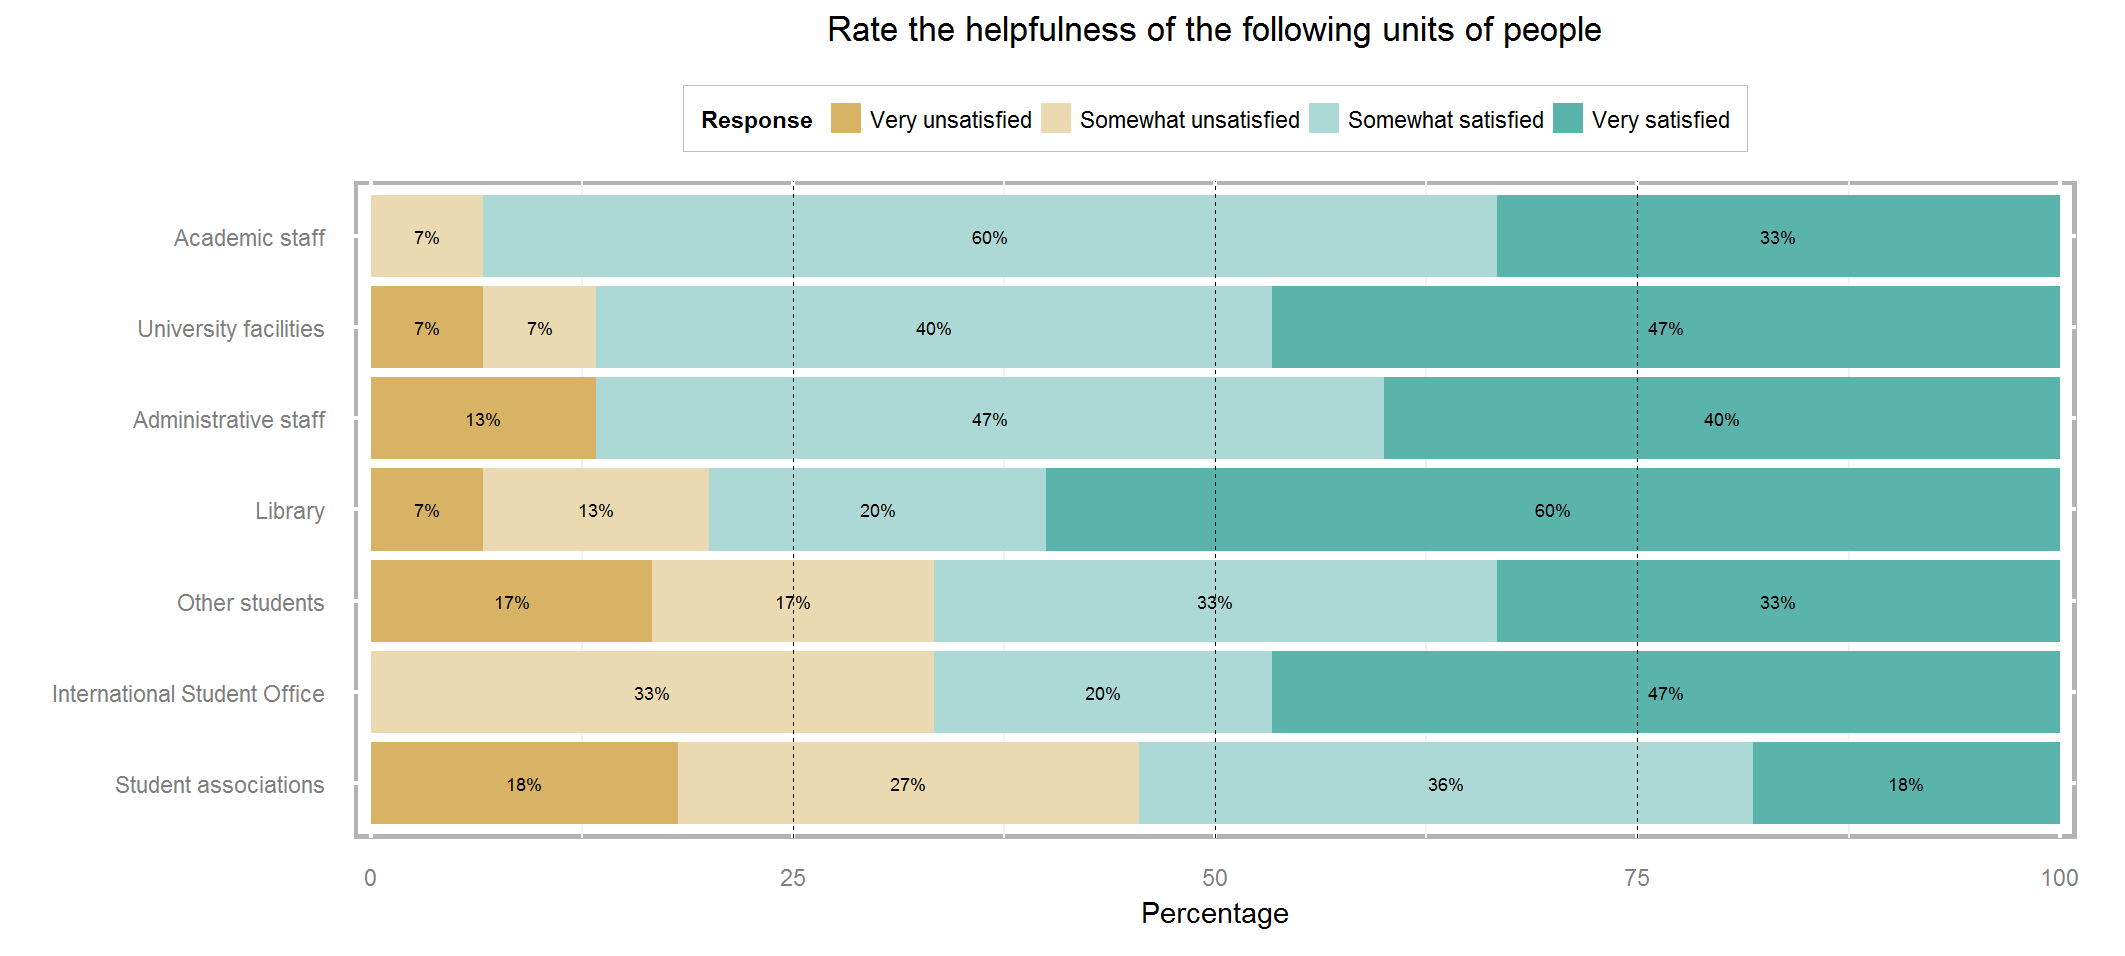 Rate the helpfulness of the following units of people
Response Very unsatisfied Somewhat unsatisfied Somewhat satisfied Very satisfied
Academic staff 7% 60% 33%
University facilities 7% 7% 40% 47%
Administrative staff 13% 47% 40%
Library 7% 13% 20% 60%
Other students 17% 17% 33% 33%
International Student Office 33% 20% 47%
Student associations 18% 27% 36% 18%
0 25 50 75 100
Percentage